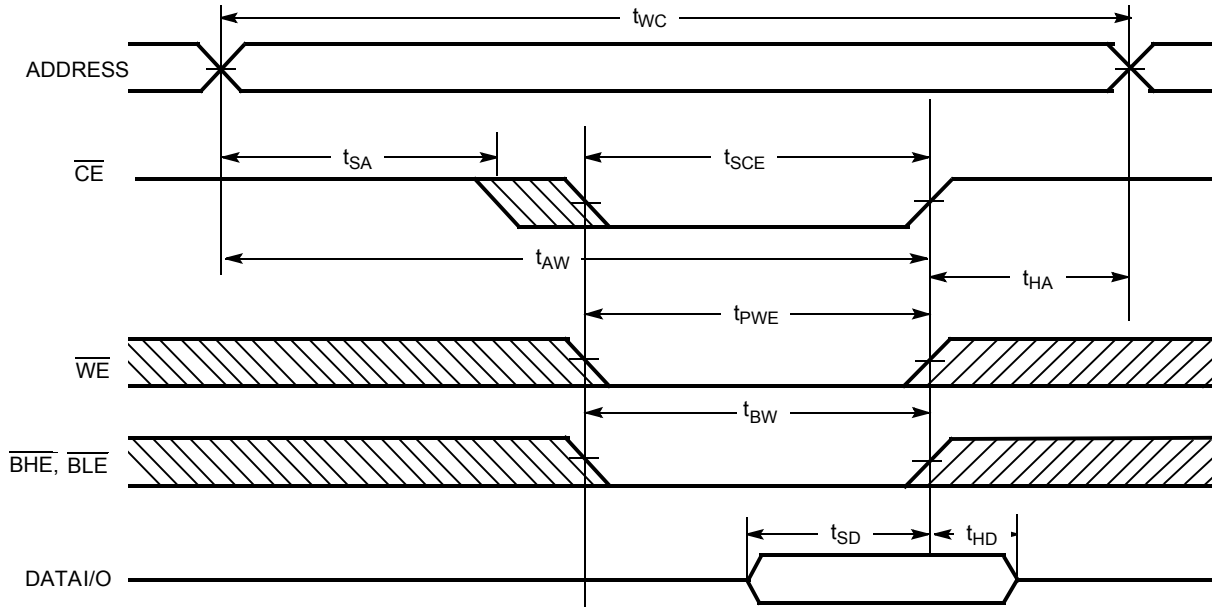 tWC
ADDRESS
tSA
tSCE
CE
tAW
tHA
tPWE
WE
tBW
BHE, BLE
tSD
tHD
DATAI/O